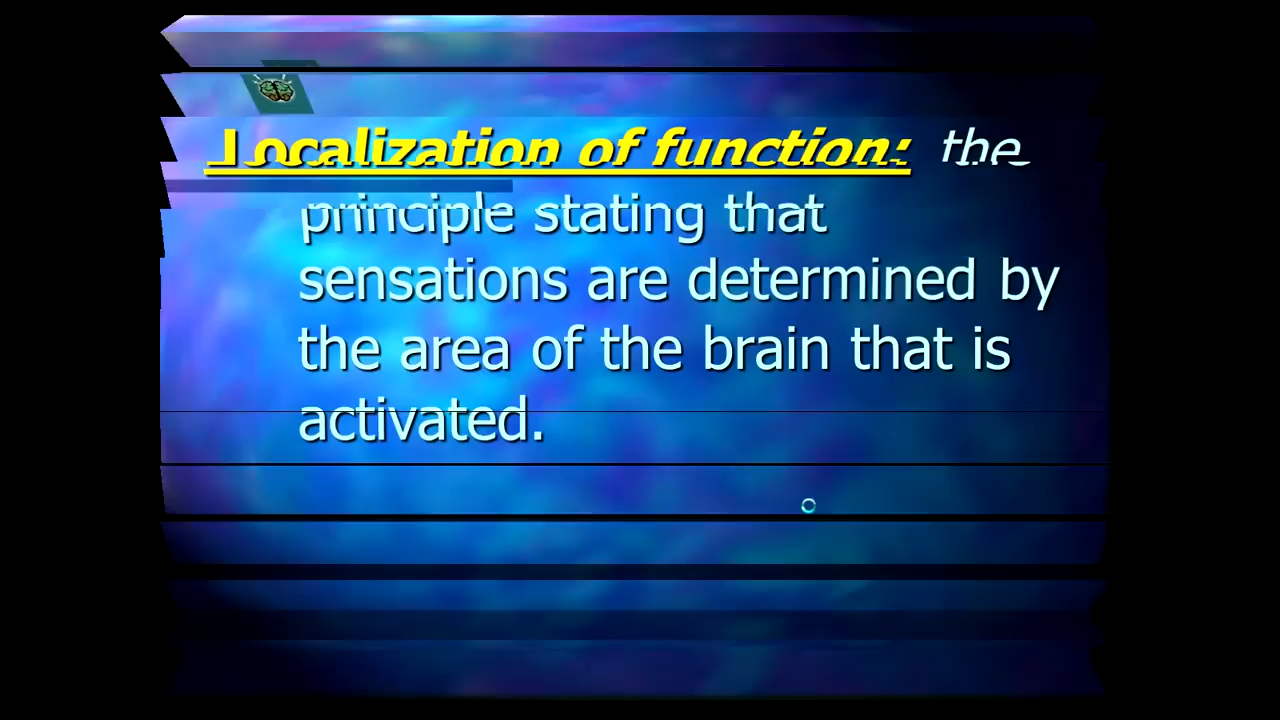 Localization of function: the
principle stating that
sensations are determined by
the area of the brain that is
activated.